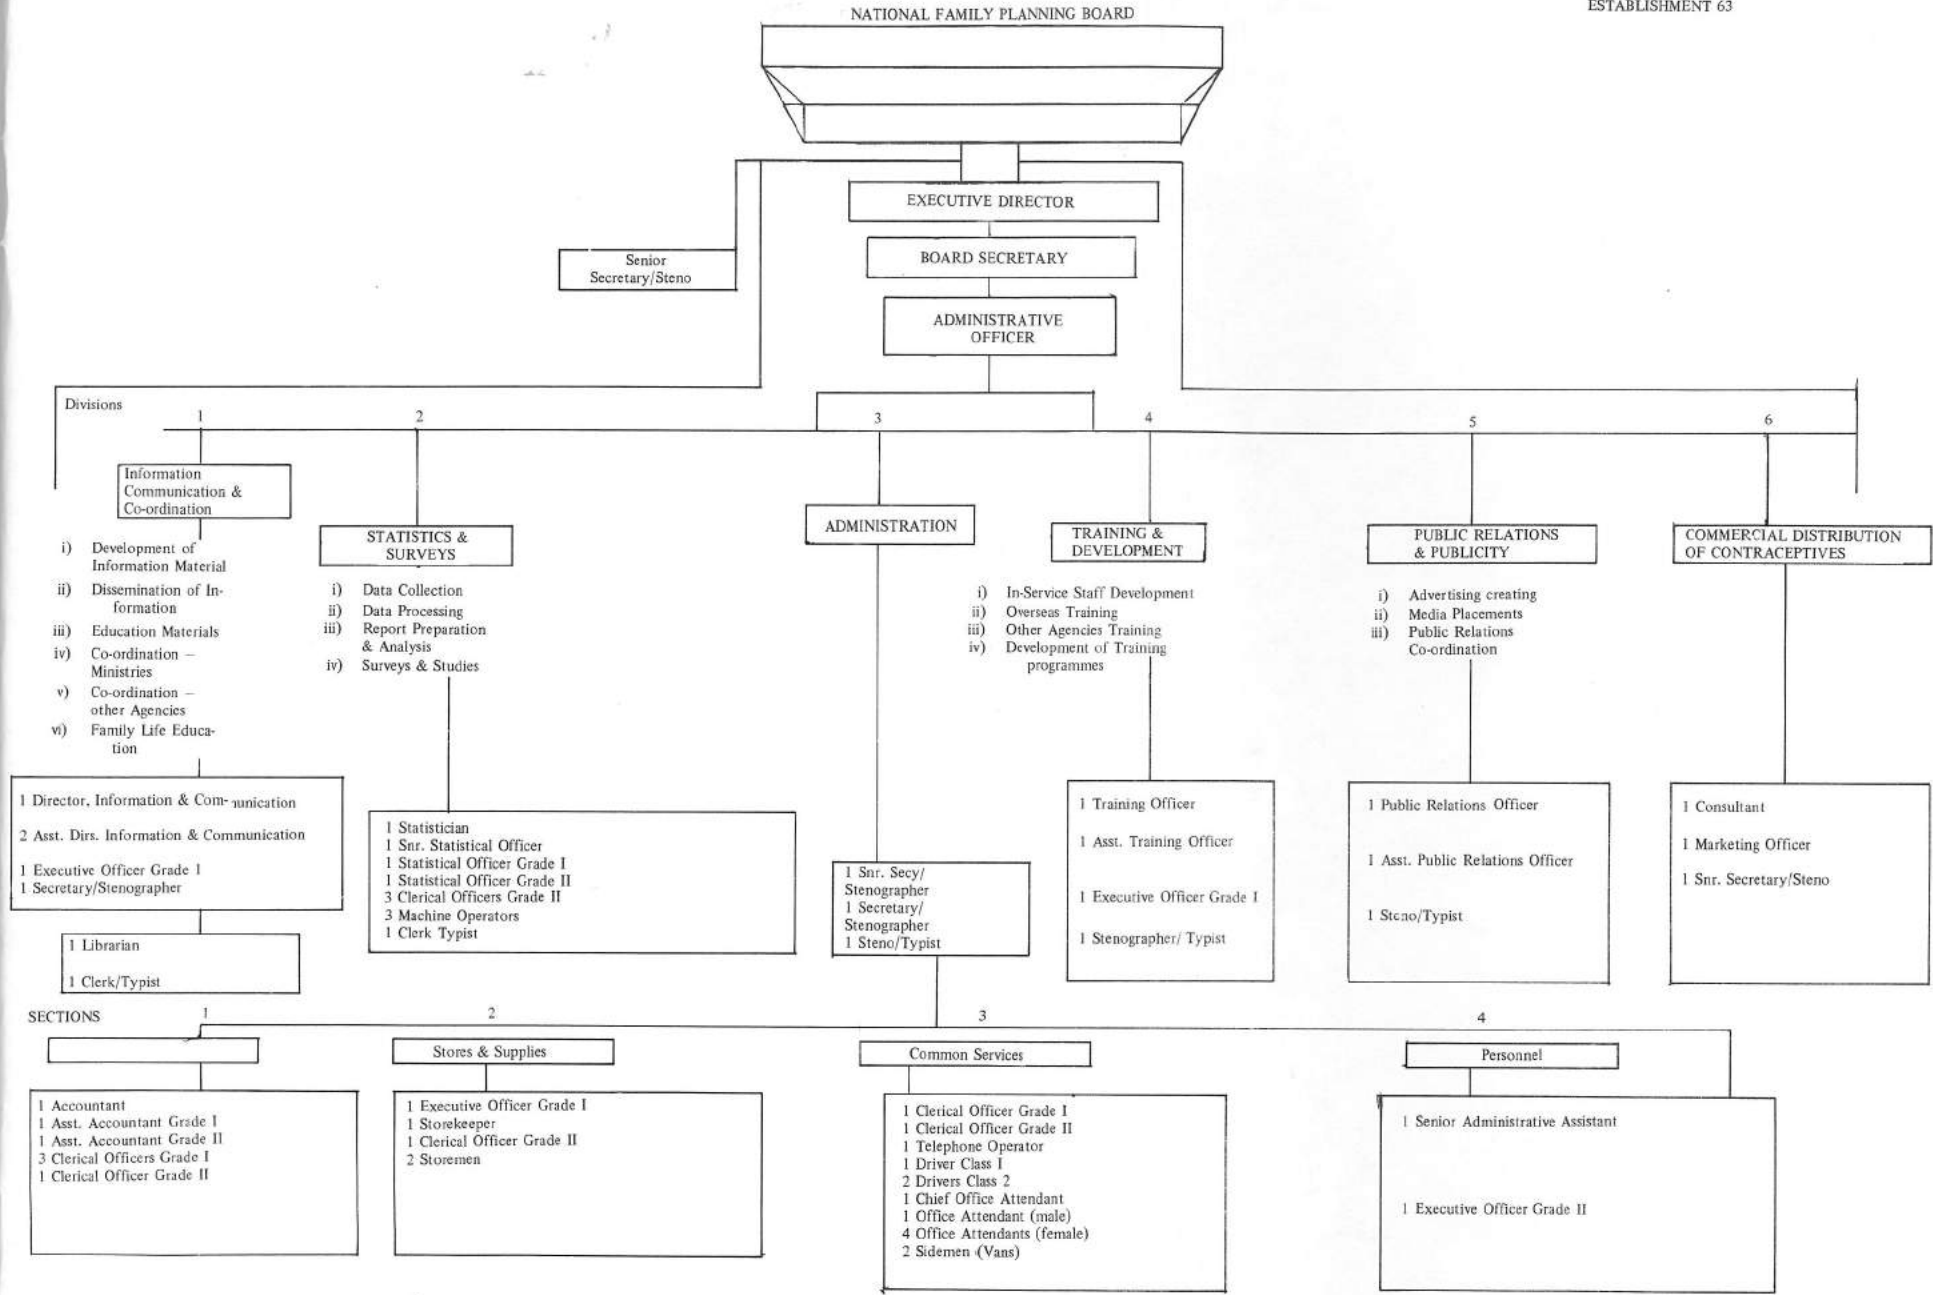 NATIONAL FAMILY PLANNING BOARD
ESTABLISHMENT 63
EXECUTIVE DIRECTOR
Senior
Secretary/Steno
BOARD SECRETARY
ADMINISTRATIVE
OFFICER
Divisions
1
2
3
4
5
6
Information
Communication &
Co-ordination
i) Development of
Information Material
ii) Dissemination of In-
formation
iii) Education Materials
iv) Co-ordination –
Ministries
v) Co-ordination –
other Agencies
vi) Family Life Educa-
tion
1 Director, Information & Com- unication
2 Asst. Dirs. Information & Communication
1 Executive Officer Grade 1
1 Secretary/Stenographer
1 Librarian
1 Clerk/Typist
STATISTICS &
SURVEYS
i) Data Collection
ii) Data Processing
iii) Report Preparation
& Analysis
iv) Surveys & Studies
1 Statistician
1 Snr. Statistical Officer
1 Statistical Officer Grade I
1 Statistical Officer Grade II
3 Clerical Officers Grade II
3 Machine Operators
1 Clerk Typist
ADMINISTRATION
1 Snr. Secy/
Stenographer
1 Secretary/
Stenographer
1 Steno/Typist
TRAINING &
DEVELOPMENT
i) In-Service Staff Development
ii) Overseas Training
iii) Other Agencies Training
iv) Development of Training
programmes
1 Training Officer
1 Asst. Training Officer
1 Executive Officer Grade I
1 Stenographer/ Typist
PUBLIC RELATIONS
& PUBLICITY
i) Advertising creating
ii) Media Placements
iii) Public Relations
Co-ordination
1 Public Relations Officer
1 Asst. Public Relations Officer
1 Steno/Typist
COMMERCIAL DISTRIBUTION
OF CONTRACEPTIVES
1 Consultant
1 Marketing Officer
1 Snr. Secretary/Steno
SECTIONS
1
2
3
4
1 Accountant
1 Asst. Accountant Grade I
1 Asst. Accountant Grade II
3 Clerical Officers Grade I
1 Clerical Officer Grade II
Stores & Supplies
1 Executive Officer Grade I
1 Storekeeper
1 Clerical Officer Grade II
2 Storemen
Common Services
1 Clerical Officer Grade I
1 Clerical Officer Grade II
1 Telephone Operator
1 Driver Class I
2 Drivers Class 2
1 Chief Office Attendant
1 Office Attendant (male)
4 Office Attendants (female)
2 Sidemen (Vans)
Personnel
1 Senior Administrative Assistant
1 Executive Officer Grade II